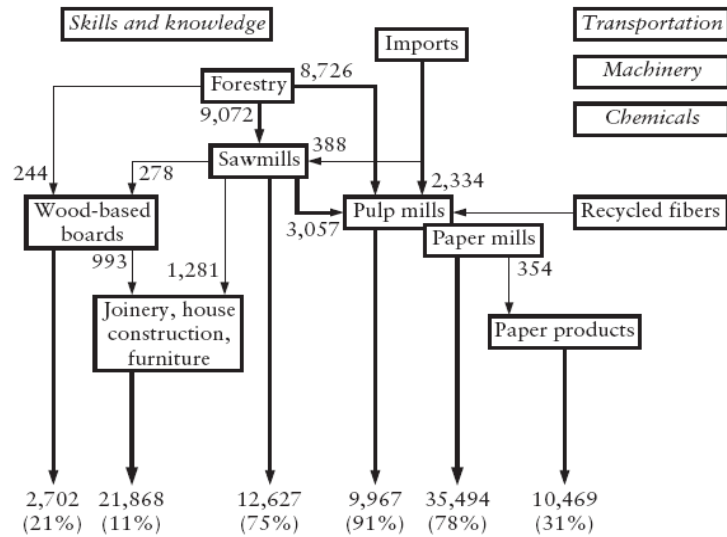 Skills and knowledge
Imports
Transportation
Machinery
Chemicals
Forestry
8,726
9,072
388
Sawmills
244
278
2,334
Wood-based
boards
3,057
Pulp mills
Recycled fibers
Paper mills
993
1,281
354
Joinery, house
construction,
furniture
Paper products
2,702
(21%)
21,868
(11%)
12,627
(75%)
9,967
(91%)
35,494
(78%)
10,469
(31%)